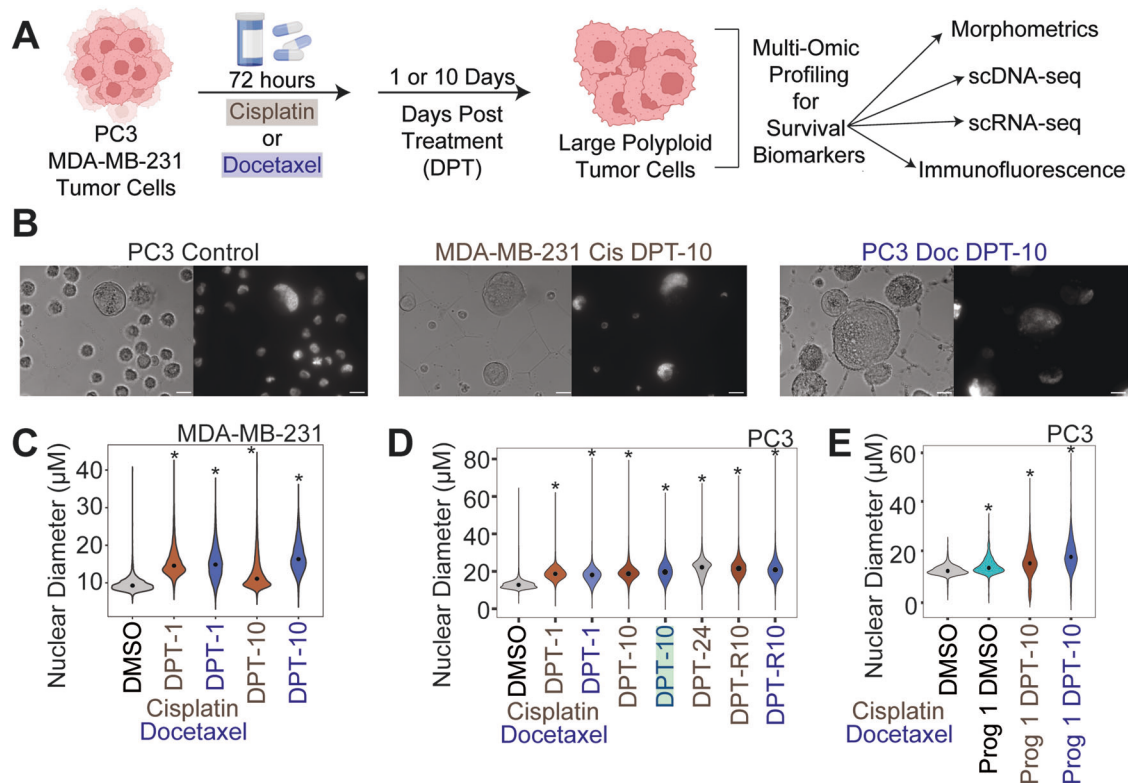 A
PC3
MDA-MB-231
Tumor Cells
72 hours
Cisplatin
or
Docetaxel
1 or 10 Days
Days Post
Treatment
(DPT)
Large Polyploid
Tumor Cells
Multi-Omic
Profiling
for
Survival
Biomarkers
Morphometrics
scDNA-seq
scRNA-seq
Immunofluorescence
B
PC3 Control
MDA-MB-231 Cis DPT-10
PC3 Doc DPT-10
C
MDA-MB-231
Nuclear Diameter (µM)
40
30
20
10
* * * *
DMSO
DPT-1
DPT-1
DPT-10
DPT-10
Cisplatin
Docetaxel
D
PC3
Nuclear Diameter (µM)
80
60
40
20
0
* * * * * * *
DMSO
DPT-1
DPT-1
DPT-10
DPT-10
DPT-24
DPT-R10
DPT-R10
Cisplatin
Docetaxel
E
PC3
Nuclear Diameter (µM)
60
40
20
0
* * *
DMSO
Prog 1 DMSO
Prog 1 DPT-10
Prog 1 DPT-10
Cisplatin
Docetaxel